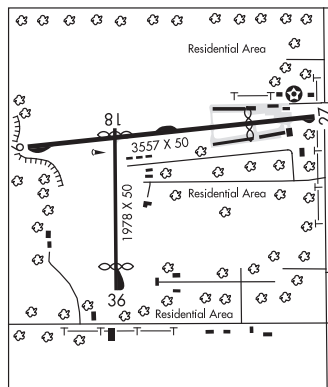 Residential Area
18
27
9
3557 X 50
1978 X 50
Residential Area
36
Residential Area